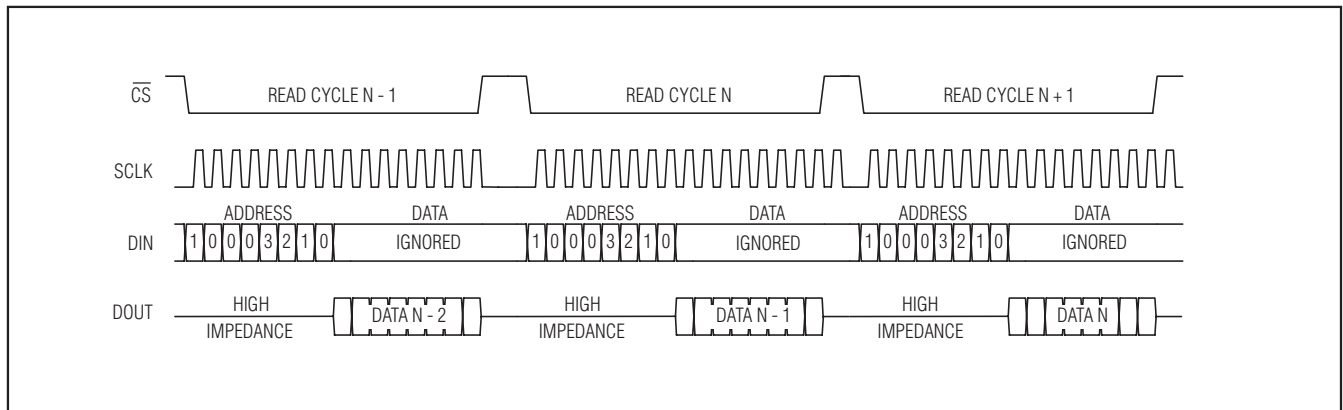 CS READ CYCLE N - 1 READ CYCLE N READ CYCLE N + 1
SCLK
ADDRESS DATA ADDRESS DATA ADDRESS DATA
DIN 1 0 0 0 3 2 1 0 IGNORED 1 0 0 0 3 2 1 0 IGNORED 1 0 0 0 3 2 1 0 IGNORED
DOUT HIGH IMPEDANCE DATA N - 2 HIGH IMPEDANCE DATA N - 1 HIGH IMPEDANCE DATA N